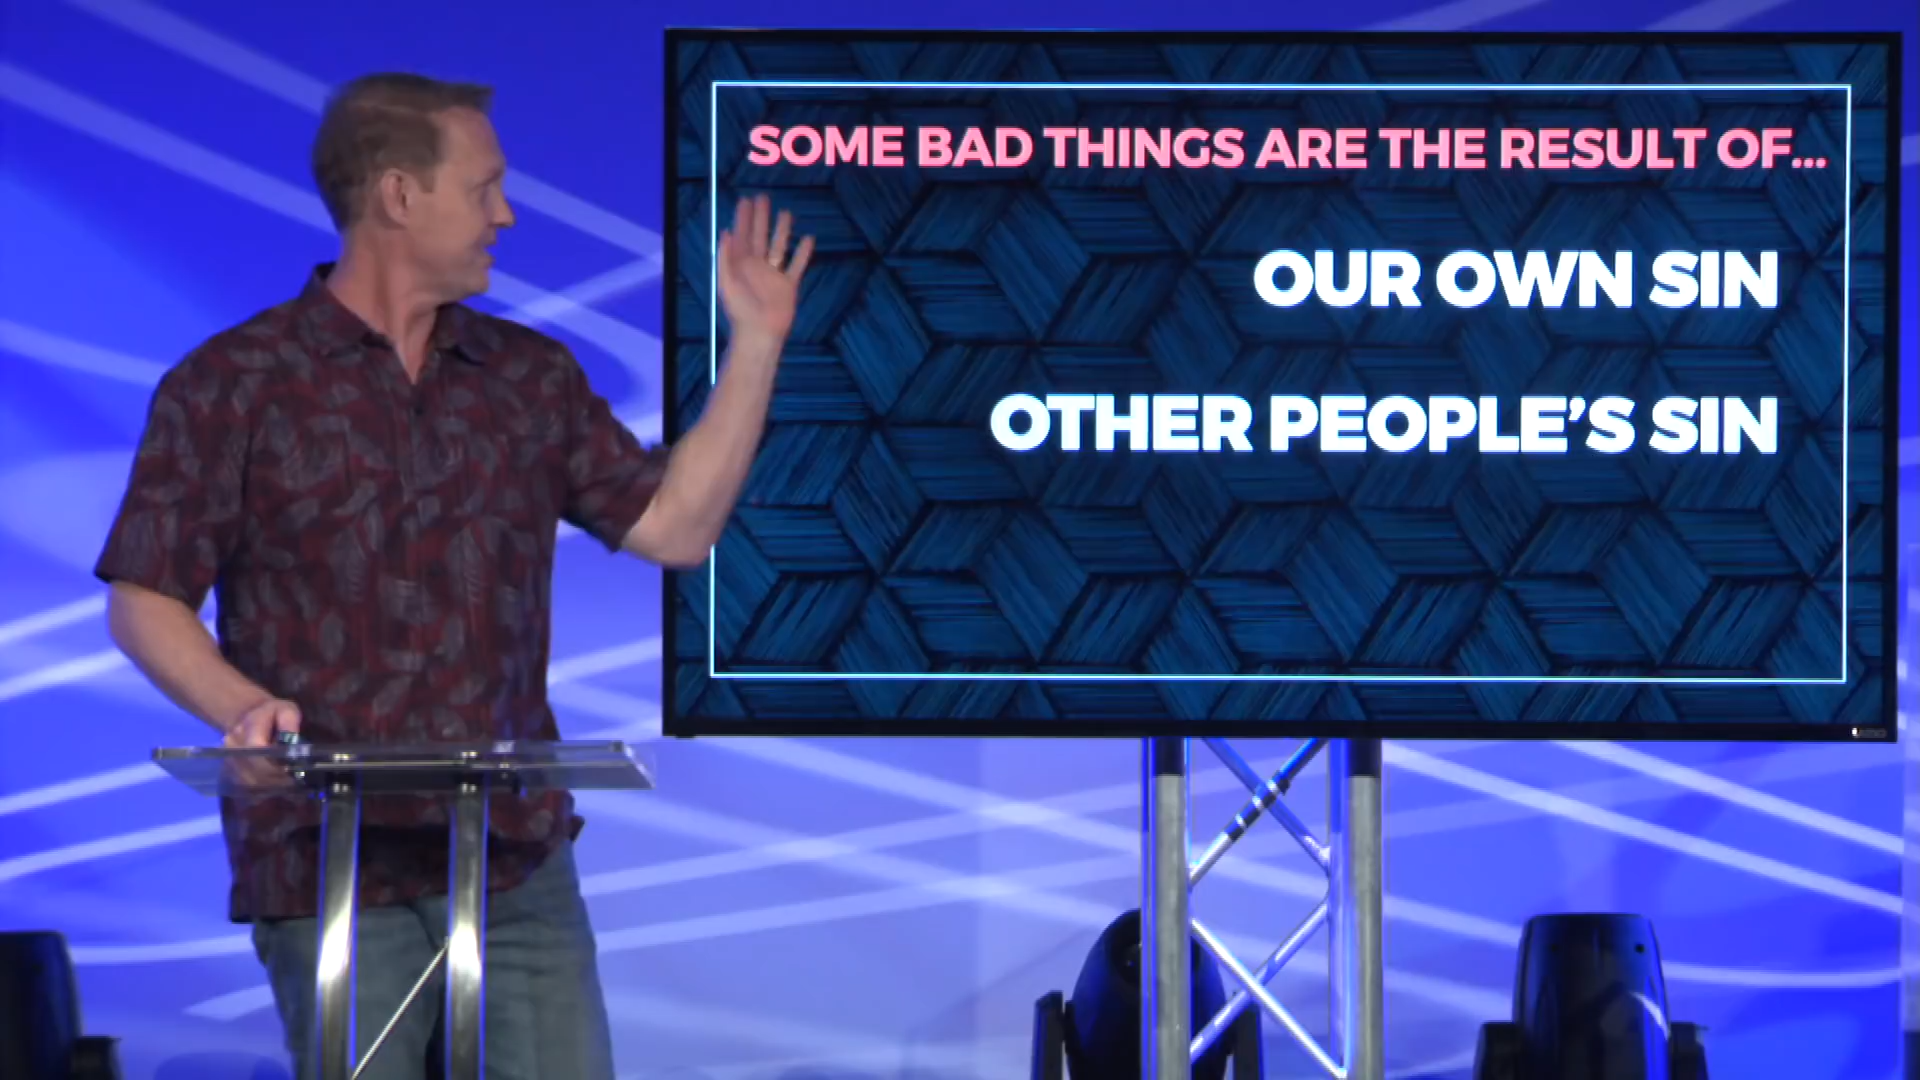 SOME BAD THINGS ARE THE RESULT OF...
OUR OWN SIN
OTHER PEOPLE'S SIN